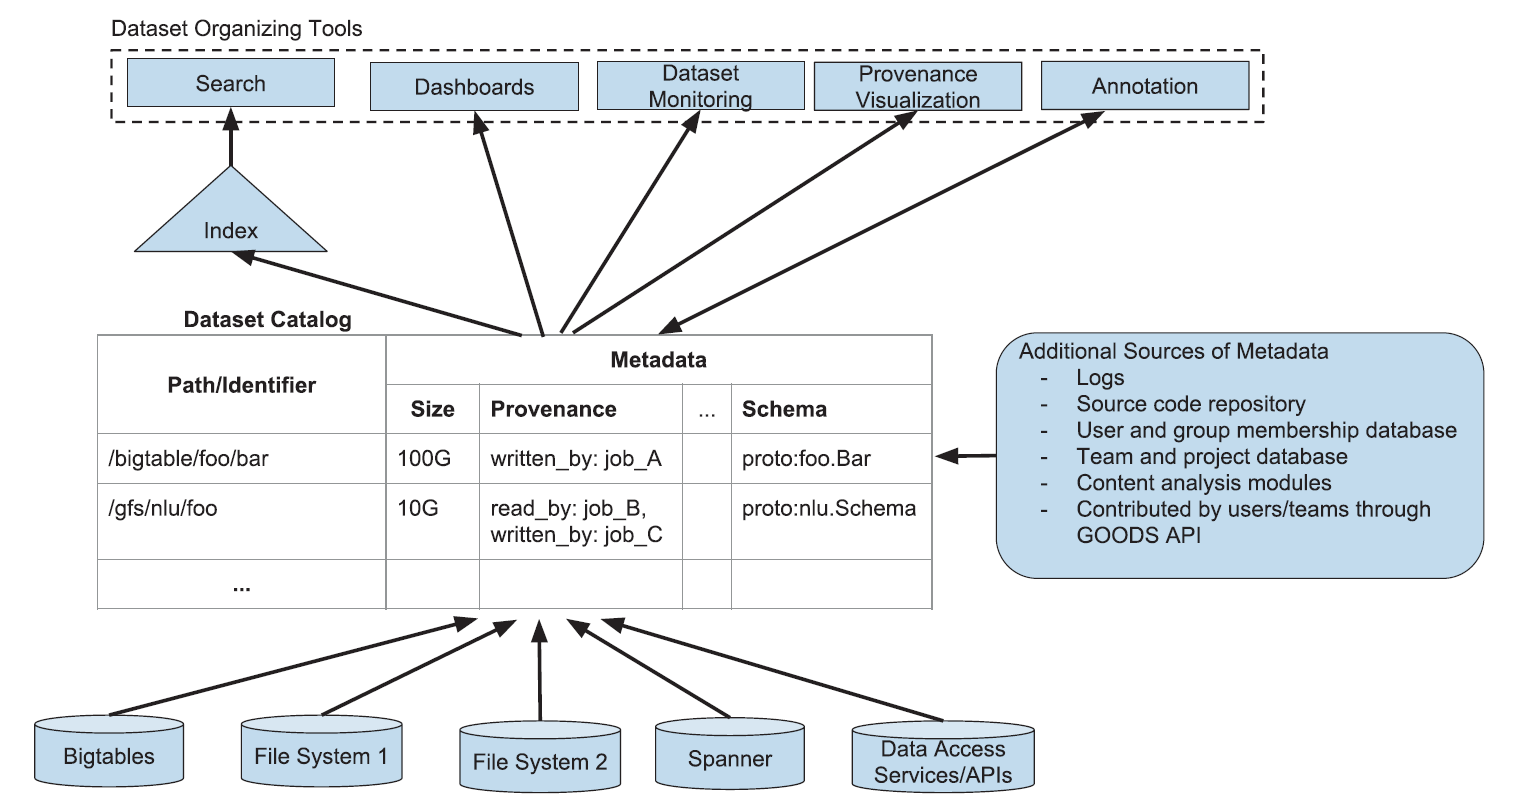 Dataset Organizing Tools
Search
Dashboards
Dataset
Monitoring
Provenance
Visualization
Annotation
Index
Dataset Catalog
Path/Identifier
Metadata
Size
Provenance
...
Schema
/bigtable/foo/bar
100G
written_by: job_A
proto:foo.Bar
/gfs/nlu/foo
10G
read_by: job_B,
written_by: job_C
proto:nlu.Schema
...
Additional Sources of Metadata
- Logs
- Source code repository
- User and group membership database
- Team and project database
- Content analysis modules
- Contributed by users/teams through
GOODS API
Bigtables
File System 1
File System 2
Spanner
Data Access
Services/APIs